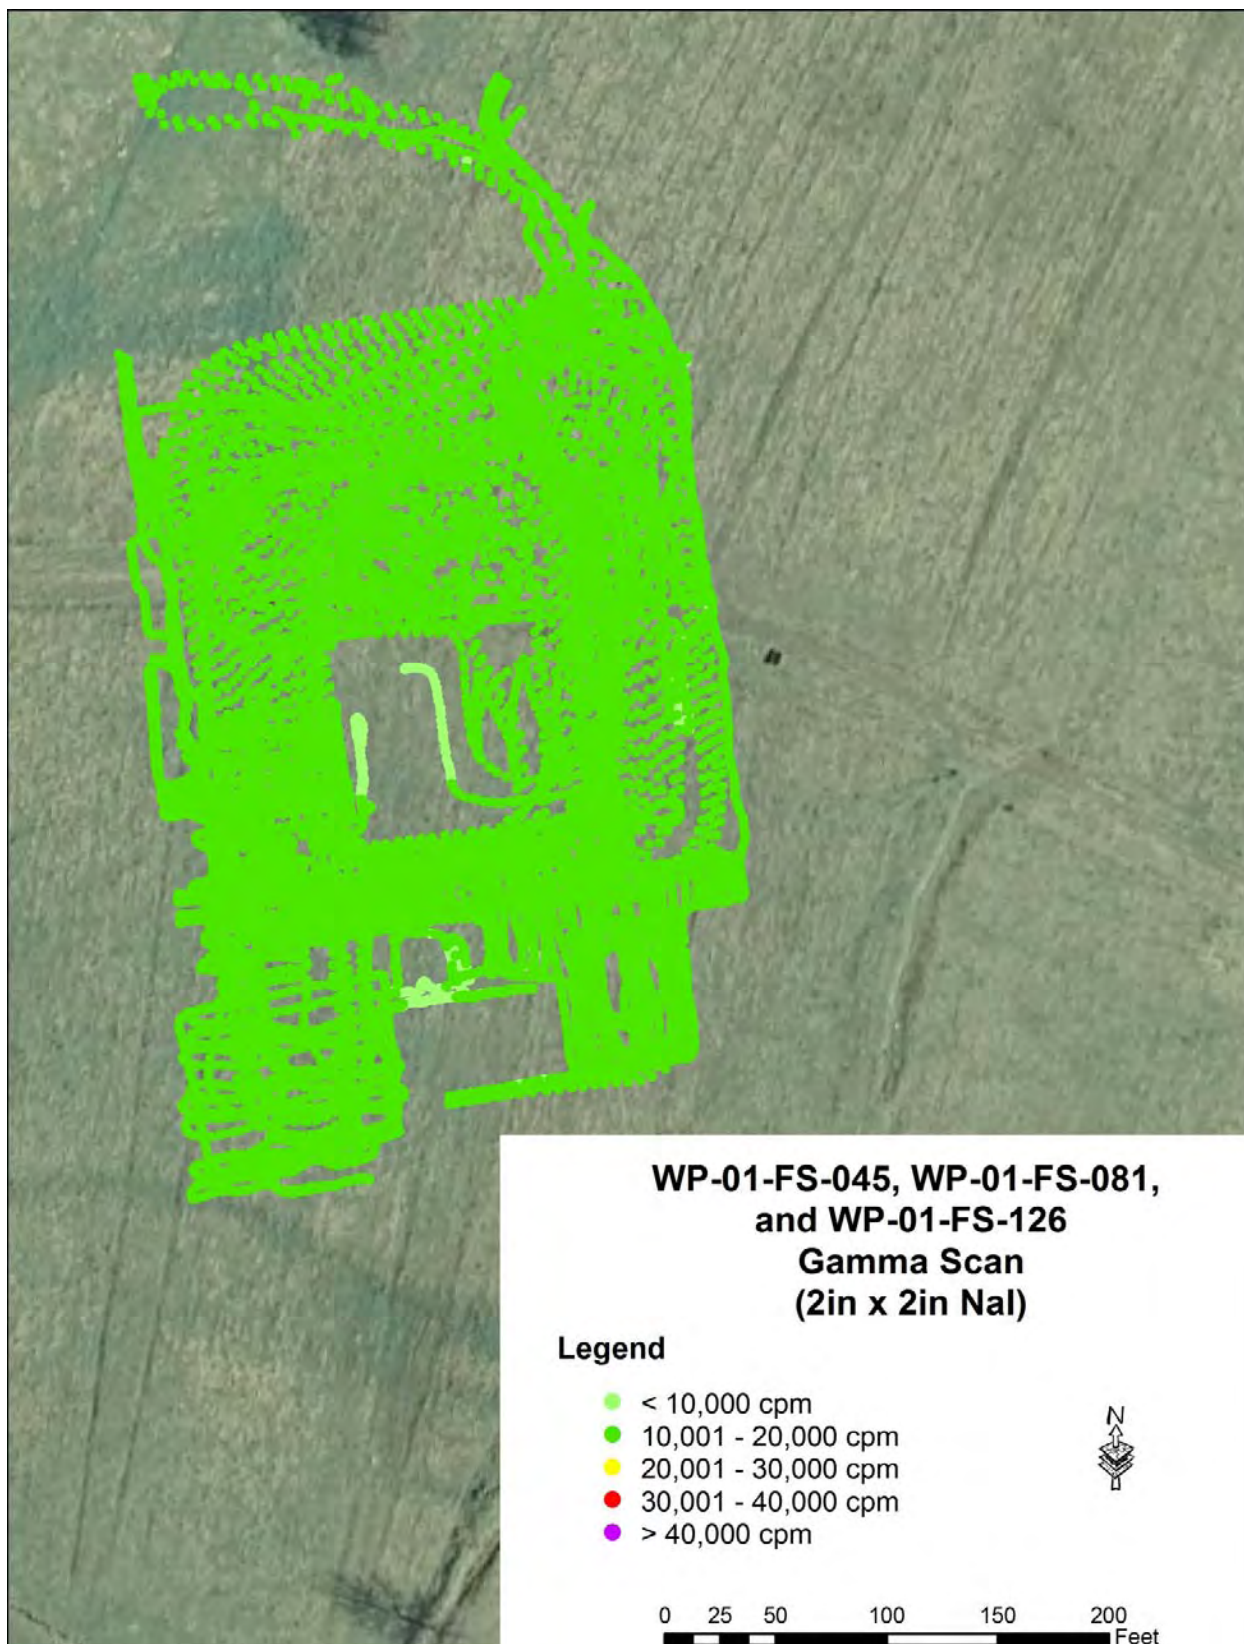 WP-01-FS-045, WP-01-FS-081,
and WP-01-FS-126
Gamma Scan
(2in x 2in NaI)
Legend
< 10,000 cpm
10,001 - 20,000 cpm
20,001 - 30,000 cpm
30,001 - 40,000 cpm
> 40,000 cpm
N
0 25 50 100 150 200
Feet